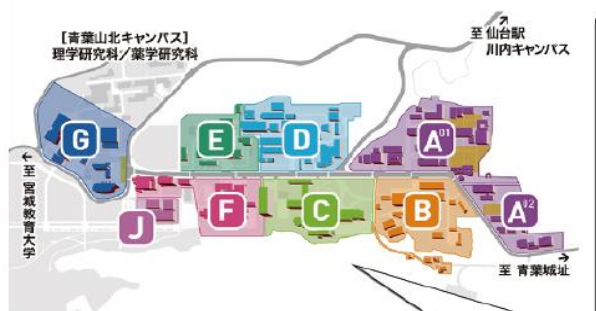 [青葉山北キャンパス]
理学研究科/薬学研究科
至 仙台駅
川内キャンパス
G
E
D
A01
至 宮城教育大学
J
F
C
B
A02
至 青葉城址